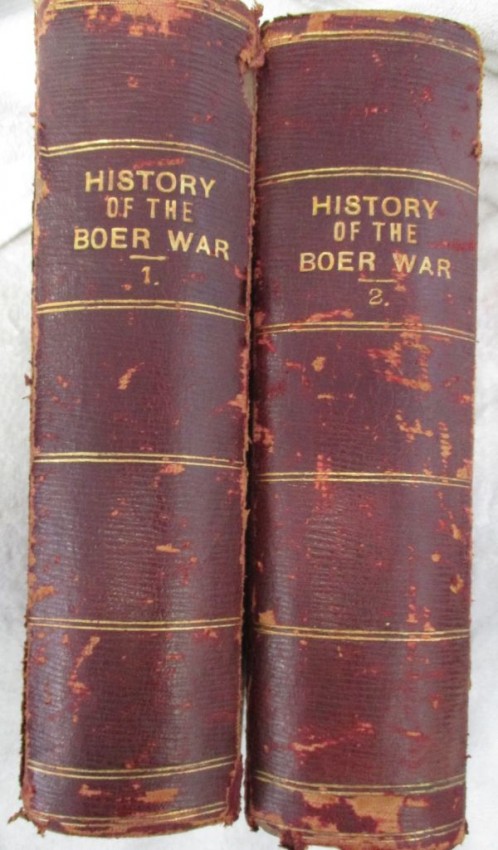 HISTORY
OF THE
BOER WAR
1.
HISTORY
OF THE
BOER WAR
2.